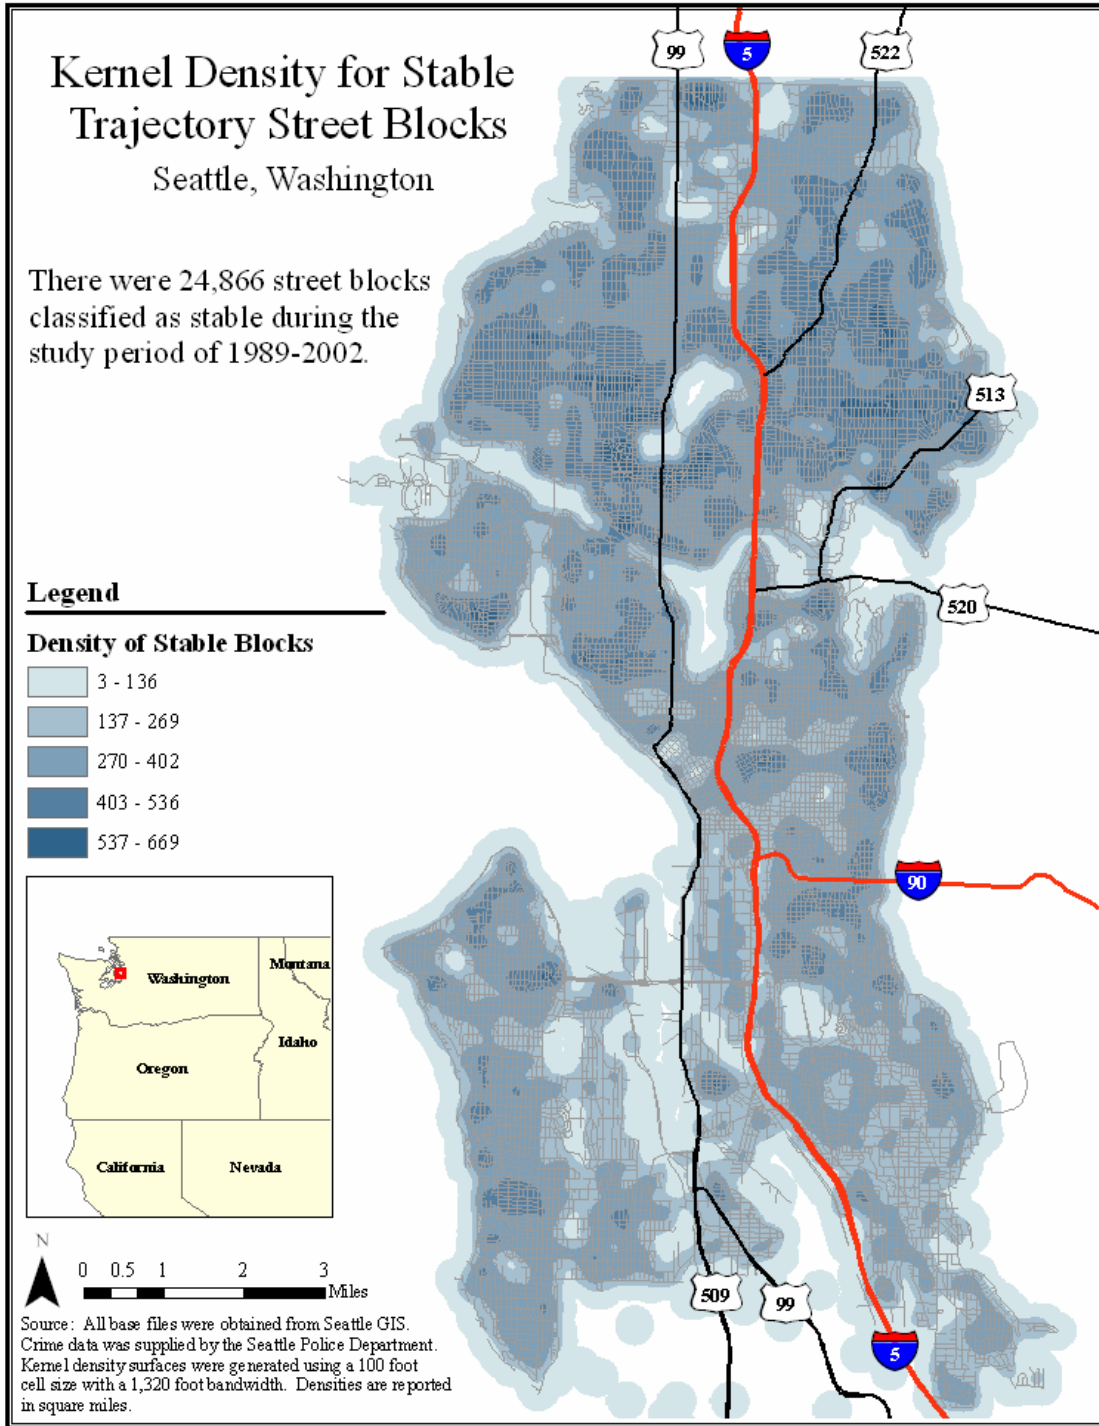 Kernel Density for Stable
Trajectory Street Blocks
Seattle, Washington
There were 24,866 street blocks
classified as stable during the
study period of 1989-2002.
99
5
522
513
520
90
509
99
5
Legend
Density of Stable Blocks
3 - 136
137 - 269
270 - 402
403 - 536
537 - 669
Washington
Montana
Idaho
Oregon
California
Nevada
N
0 0.5 1 2 3
Miles
Source: All base files were obtained from Seattle GIS.
Crime data was supplied by the Seattle Police Department.
Kernel density surfaces were generated using a 100 foot
cell size with a 1,320 foot bandwidth. Densities are reported
in square miles.